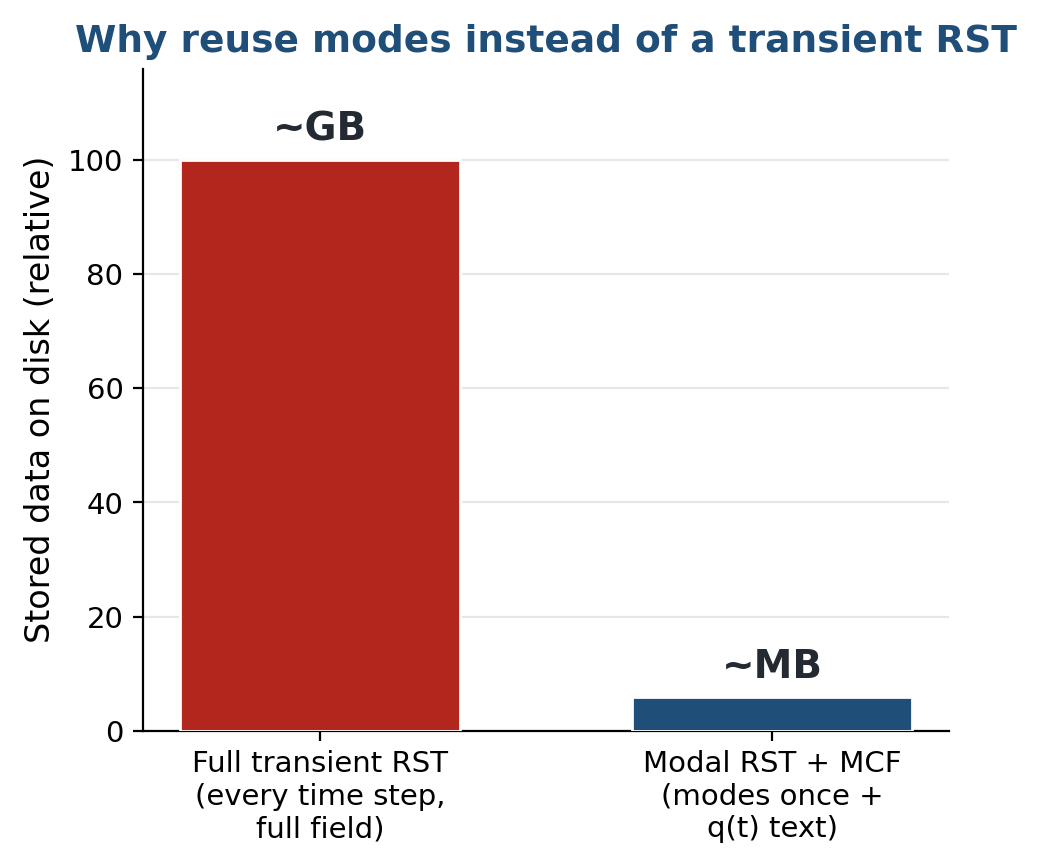 Why reuse modes instead of a transient RST
Stored data on disk (relative)
100
80
60
40
20
0
~GB
~MB
Full transient RST
(every time step,
full field)
Modal RST + MCF
(modes once +
q(t) text)